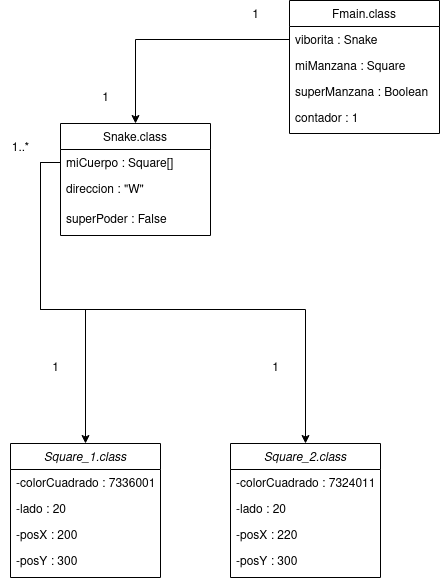 1
Fmain.class
viborita : Snake
miManzana : Square
superManzana : Boolean
contador : 1
1
Snake.class
1..*
miCuerpo : Square[]
direccion : "W"
superPoder : False
1
1
Square_1.class
-colorCuadrado : 7336001
-lado : 20
-posX : 200
-posY : 300
Square_2.class
-colorCuadrado : 7324011
-lado : 20
-posX : 220
-posY : 300